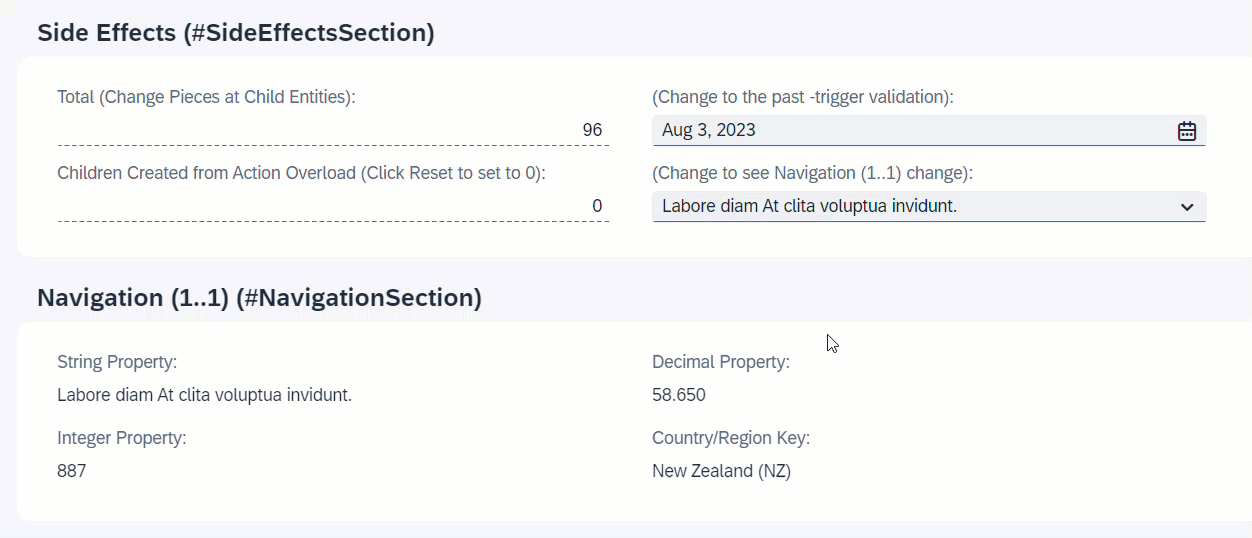 Side Effects (#SideEffectsSection)
Total (Change Pieces at Child Entities):
96
(Change to the past -trigger validation):
Aug 3, 2023
Children Created from Action Overload (Click Reset to set to 0):
0
(Change to see Navigation (1..1) change):
Labore diam At clita voluptua invidunt.
Navigation (1..1) (#NavigationSection)
String Property:
Labore diam At clita voluptua invidunt.
Decimal Property:
58.650
Integer Property:
887
Country/Region Key:
New Zealand (NZ)